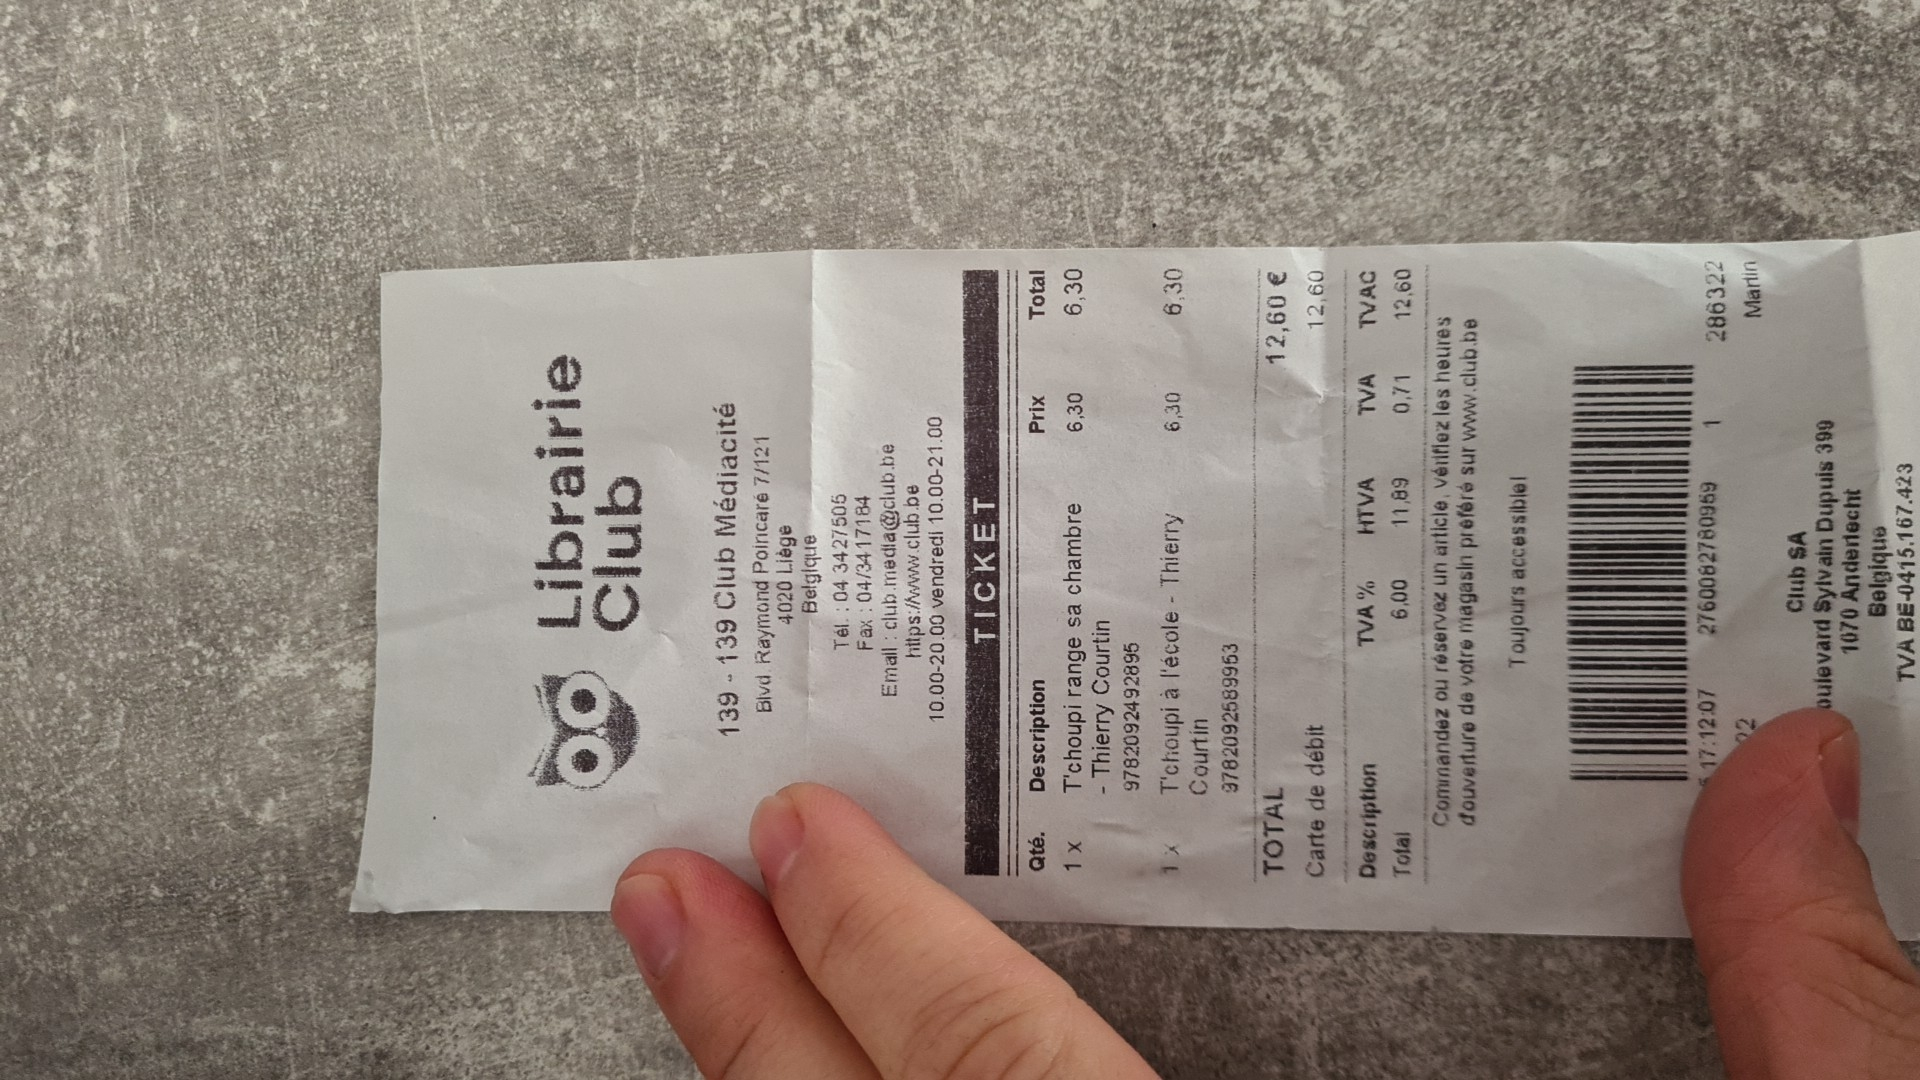 Librairie
Club
139 - 139 Club Médiacité
Blvd. Raymond Poincaré 7/121
4020 Liège
Belgique
Tél. : 04 3427505
Fax : 04/3417184
Email : club.media@club.be
https://www.club.be
10.00-20.00 vendredi 10.00-21.00
TICKET
Qté. Description Prix Total
1 x T'choupi range sa chambre 6,30 6,30
- Thierry Courtin
9782092492895
1 x T'choupi à l'école - Thierry 6,30 6,30
Courtin
9782092589953
TOTAL 12,60 €
Carte de débit 12,60
Description TVA % HTVA TVA TVAC
Total 6,00 11,89 0,71 12,60
Commandez ou réservez un article, vérifiez les heures
d'ouverture de votre magasin préféré sur www.club.be
Toujours accessible!
17:12:07 2760082780959 1 286322
22 Martin
Club SA
oulevard Sylvain Dupuis 399
1070 Anderlecht
Belgique
TVA BE-0415.167.423